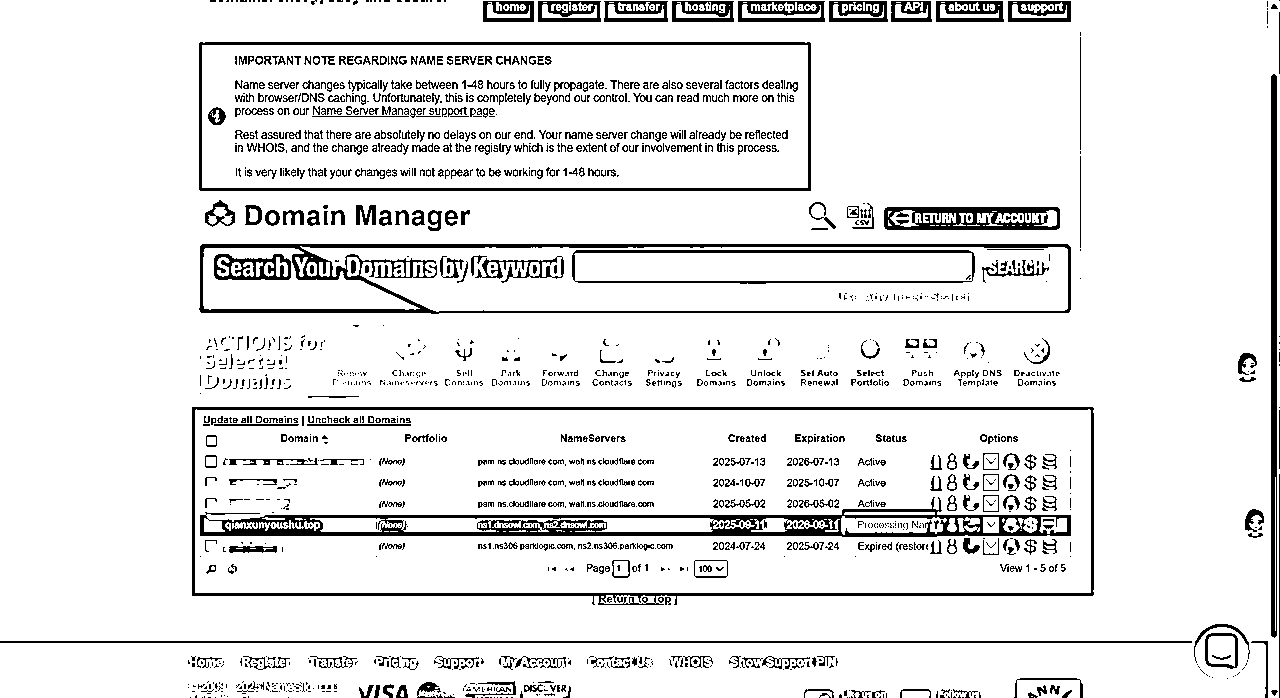 home register transfer hosting marketplace pricing API about us support
IMPORTANT NOTE REGARDING NAME SERVER CHANGES
Name server changes typically take between 1-48 hours to fully propagate. There are also several factors dealing
with browser/DNS caching. Unfortunately, this is completely beyond our control. You can read much more on this
process on our Name Server Manager support page.
Rest assured that there are absolutely no delays on our end. Your name server change will already be reflected
in WHOIS, and the change already made at the registry which is the extent of our involvement in this process.
It is very likely that your changes will not appear to be working for 1-48 hours.
Domain Manager
CSV
RETURN TO MY ACCOUNT
Search Your Domains by Keyword
SEARCH
ACTIONS for
Selected
Domains
Renew Domains
Change Nameservers
Sell Domains
Park Domains
Forward Domains
Change Contacts
Privacy Settings
Lock Domains
Unlock Domains
Set Auto Renewal
Select Portfolio
Push Domains
Apply DNS Template
Deactivate Domains
Update all Domains | Uncheck all Domains
Domain Portfolio NameServers Created Expiration Status Options
(None) pam.ns.cloudflare.com, walt.ns.cloudflare.com 2025-07-13 2026-07-13 Active
(None) pam.ns.cloudflare.com, walt.ns.cloudflare.com 2024-10-07 2025-10-07 Active
(None) pam.ns.cloudflare.com, walt.ns.cloudflare.com 2025-05-02 2026-05-02 Active
qianxunyoushu.top (None) ns1.dnsowl.com, ns2.dnsowl.com 2025-09-11 2026-09-11 Processing Nam
(None) ns1.ns306.parklogic.com, ns2.ns306.parklogic.com 2024-07-24 2025-07-24 Expired (restor
Page 1 of 1 100 View 1 - 5 of 5
[ Return to Top ]
Home Register Transfer Pricing Support My Account Contact Us WHOIS Show Support PIN
VISA AMERICAN DISCOVER
Like us on
Follow us